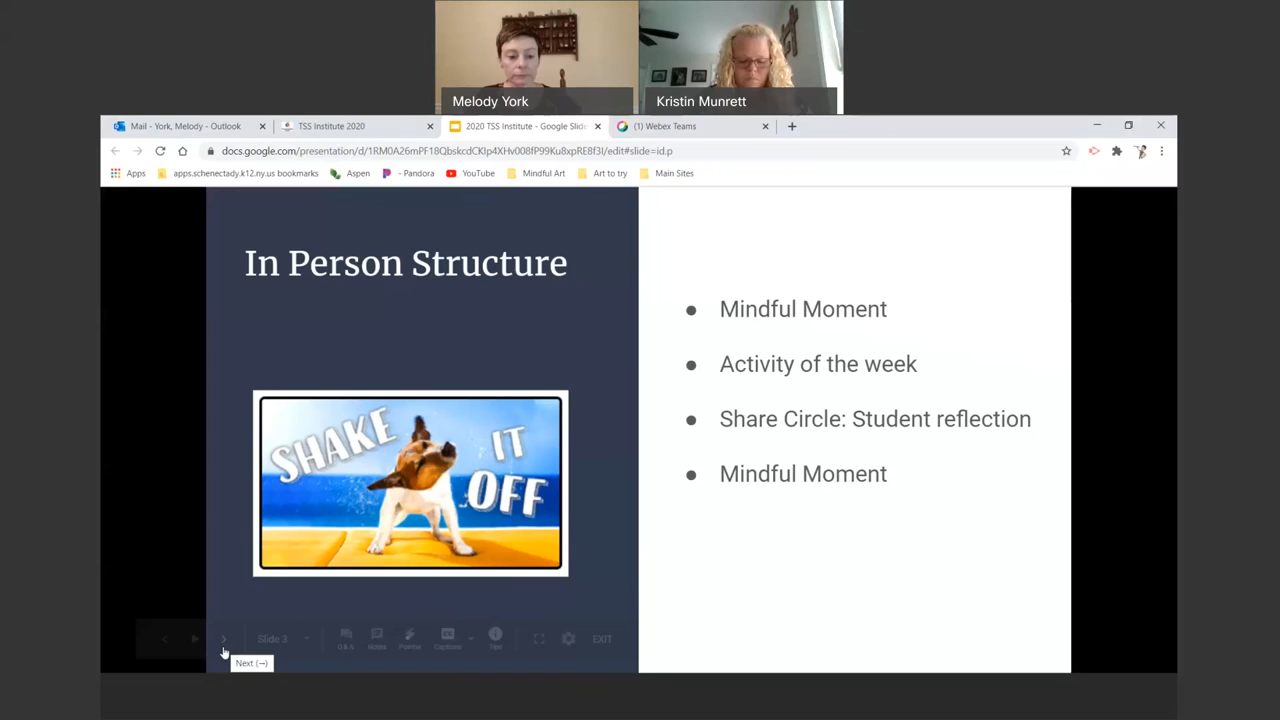 Melody York
Kristin Munrett
Mail - York, Melody - Outlook
TSS Institute 2020
2020 TSS Institute - Google Slide
(1) Webex Teams
docs.google.com/presentation/d/1RM0A26mPF18QbskcdCKlp4XHv008fP99Ku8xpRE8f3I/edit#slide=id.p
Apps
apps.schenectady.k12.ny.us bookmarks
Aspen
- Pandora
YouTube
Mindful Art
Art to try
Main Sites
In Person Structure
SHAKE IT OFF
● Mindful Moment
● Activity of the week
● Share Circle: Student reflection
● Mindful Moment
Slide 3
Q & A
Notes
Pointer
Captions
Tips
EXIT
Next (→)